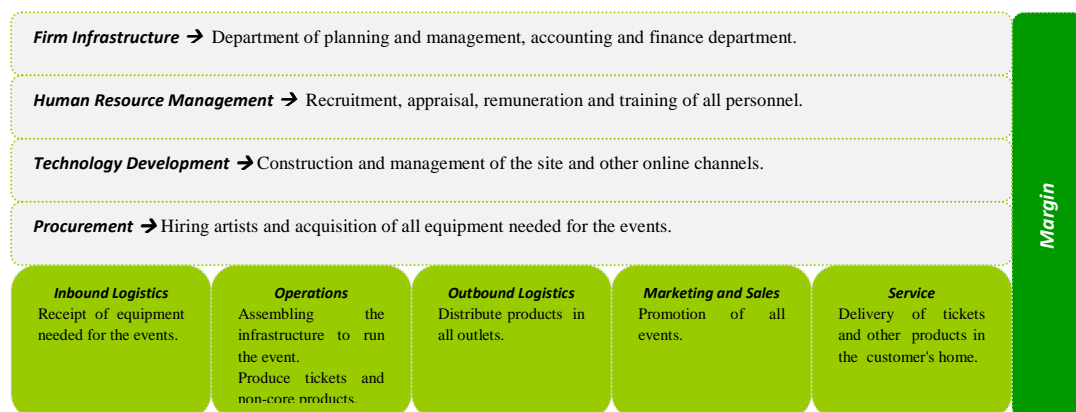 Firm Infrastructure → Department of planning and management, accounting and finance department.
Human Resource Management → Recruitment, appraisal, remuneration and training of all personnel.
Technology Development → Construction and management of the site and other online channels.
Procurement → Hiring artists and acquisition of all equipment needed for the events.
Margin
Inbound Logistics
Receipt of equipment
needed for the events.
Operations
Assembling the
infrastructure to run
the event.
Produce tickets and
non-core products.
Outbound Logistics
Distribute products in
all outlets.
Marketing and Sales
Promotion of all
events.
Service
Delivery of tickets
and other products in
the customer's home.